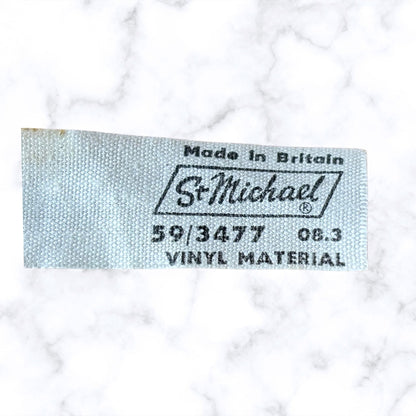 Made in Britain
St Michael ®
59/3477 08.3
VINYL MATERIAL